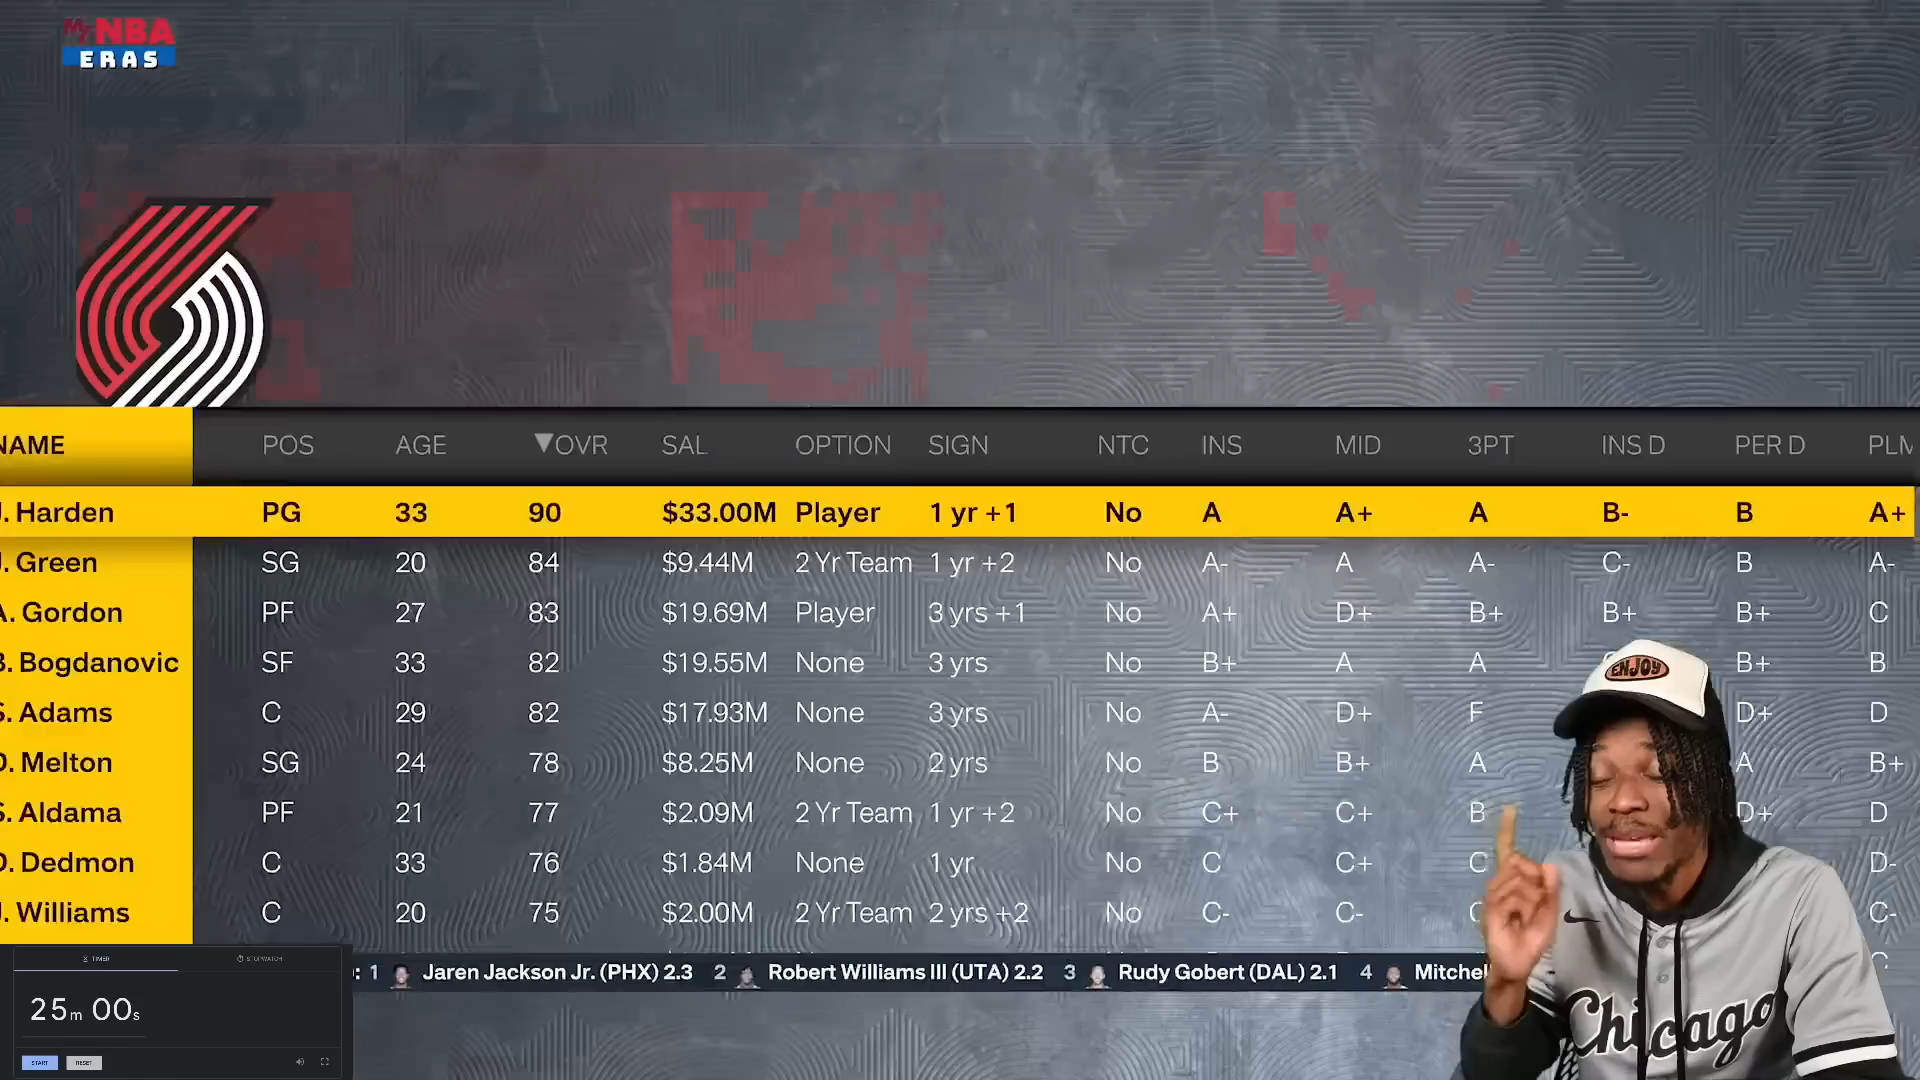 My NBA
ERAS
NAME POS AGE ▼OVR SAL OPTION SIGN NTC INS MID 3PT INS D PER D PLM
J. Harden PG 33 90 $33.00M Player 1 yr +1 No A A+ A B- B A+
J. Green SG 20 84 $9.44M 2 Yr Team 1 yr +2 No A- A A- C- B A-
A. Gordon PF 27 83 $19.69M Player 3 yrs +1 No A+ D+ B+ B+ B+ C
B. Bogdanovic SF 33 82 $19.55M None 3 yrs No B+ A A B+ B
S. Adams C 29 82 $17.93M None 3 yrs No A- D+ F D+ D
D. Melton SG 24 78 $8.25M None 2 yrs No B B+ A A B+
S. Aldama PF 21 77 $2.09M 2 Yr Team 1 yr +2 No C+ C+ B D+ D
D. Dedmon C 33 76 $1.84M None 1 yr No C C+ C D-
J. Williams C 20 75 $2.00M 2 Yr Team 2 yrs +2 No C- C- C-
: 1 Jaren Jackson Jr. (PHX) 2.3 2 Robert Williams III (UTA) 2.2 3 Rudy Gobert (DAL) 2.1 4 Mitchel
TIMER STOPWATCH
25m 00s
START RESET
ENJOY
Chicago